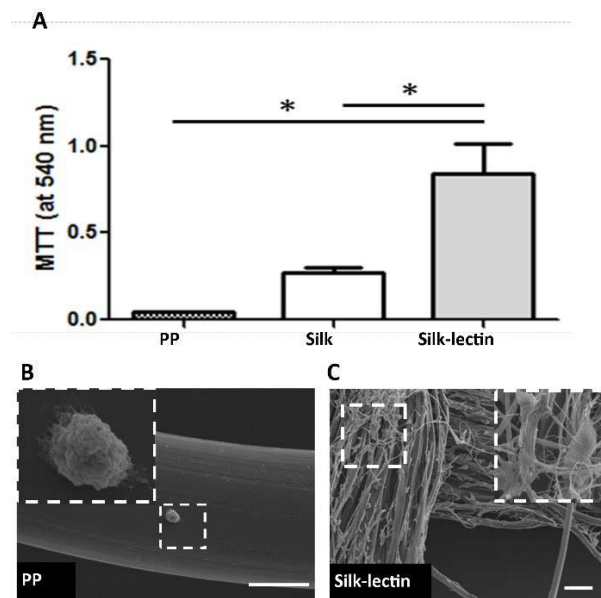 A
1.5
1.0
0.5
0.0
MTT (at 540 nm)
*
*
PP
Silk
Silk-lectin
B
C
PP
Silk-lectin